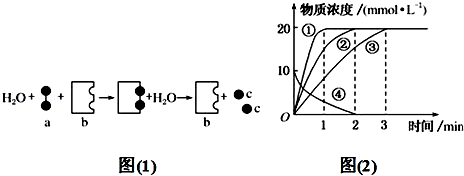 H₂O+ + → +H₂O→ +
a b b c c
图(1)
物质浓度/(mmol·L⁻¹)
20
10
O
① ② ③ ④
1 2 3 时间/min
图(2)